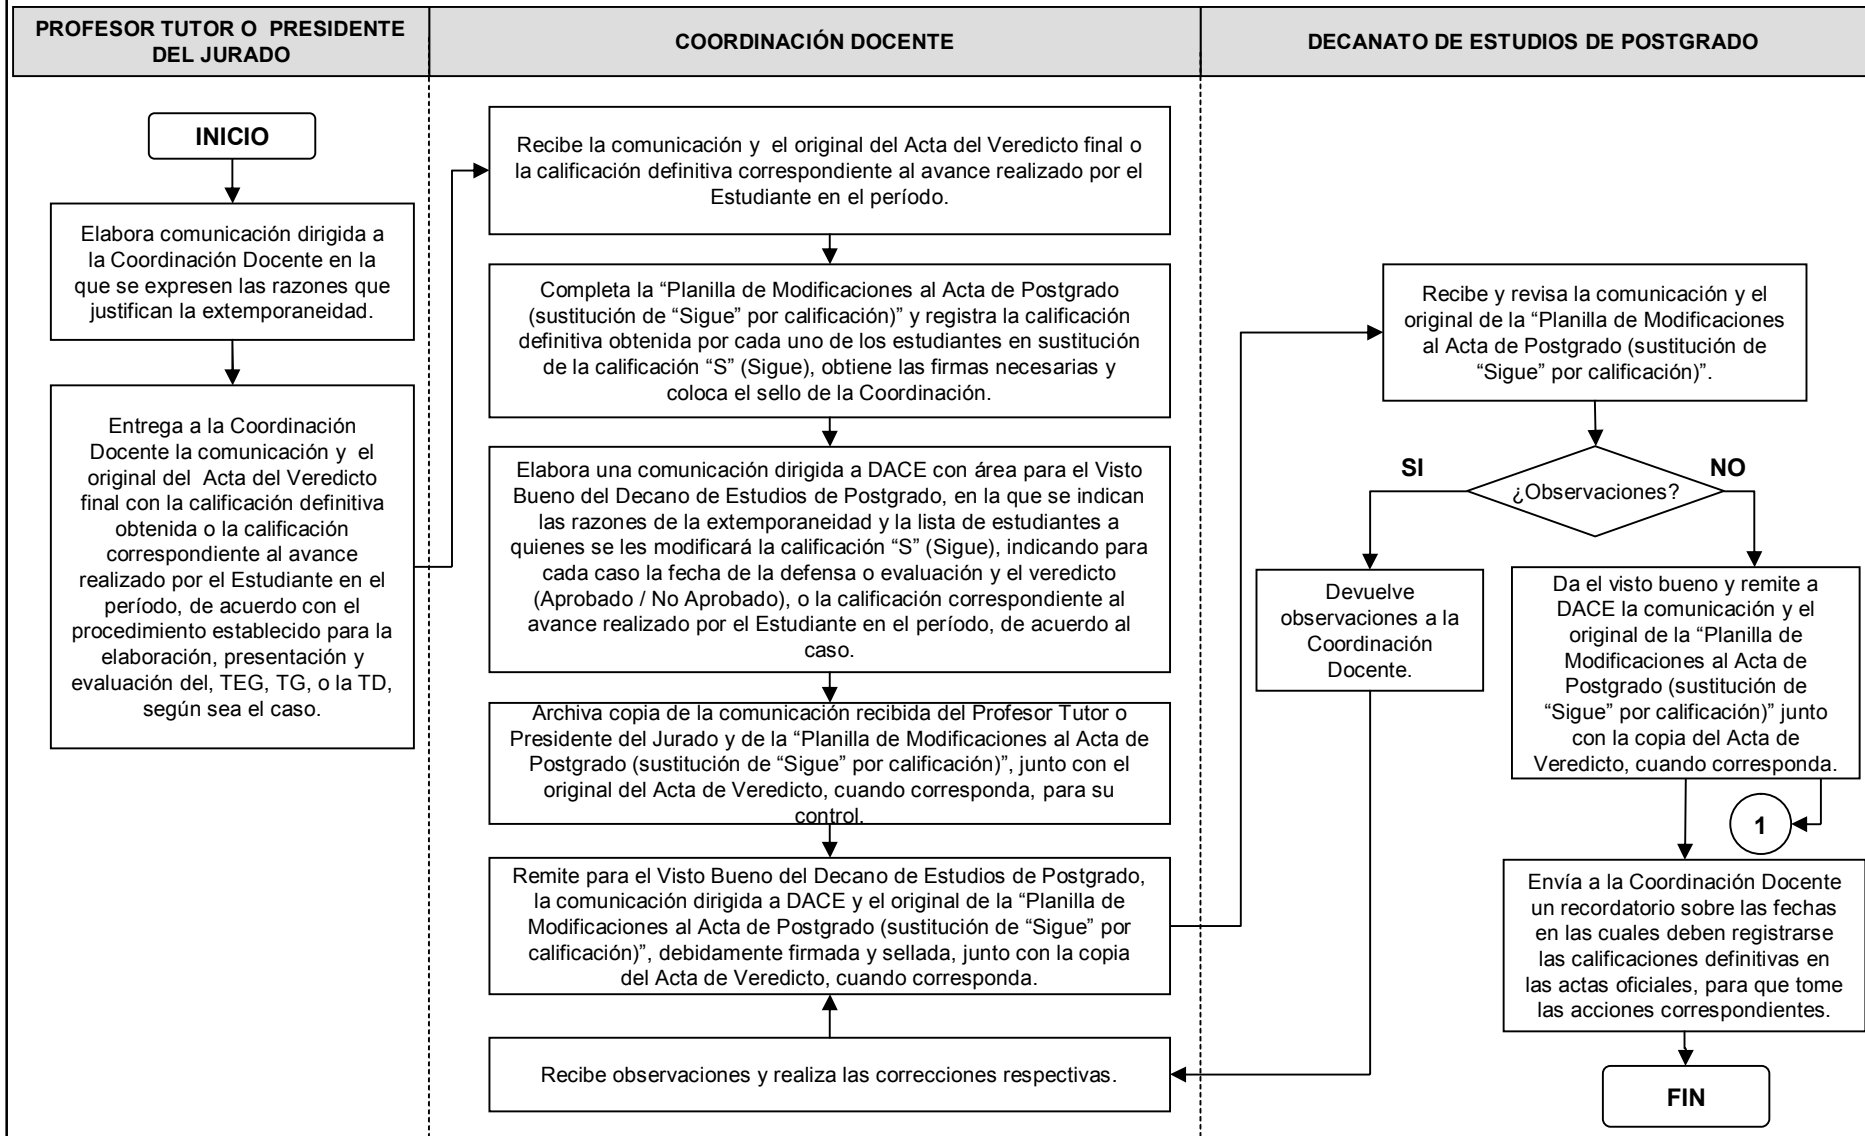 PROFESOR TUTOR O PRESIDENTE
DEL JURADO
COORDINACIÓN DOCENTE
DECANATO DE ESTUDIOS DE POSTGRADO
INICIO
Elabora comunicación dirigida a
la Coordinación Docente en la
que se expresen las razones que
justifican la extemporaneidad.
Entrega a la Coordinación
Docente la comunicación y el
original del Acta del Veredicto
final con la calificación definitiva
obtenida o la calificación
correspondiente al avance
realizado por el Estudiante en el
período, de acuerdo con el
procedimiento establecido para la
elaboración, presentación y
evaluación del, TEG, TG, o la TD,
según sea el caso.
Recibe la comunicación y el original del Acta del Veredicto final o
la calificación definitiva correspondiente al avance realizado por el
Estudiante en el período.
Completa la “Planilla de Modificaciones al Acta de Postgrado
(sustitución de “Sigue” por calificación)” y registra la calificación
definitiva obtenida por cada uno de los estudiantes en sustitución
de la calificación “S” (Sigue), obtiene las firmas necesarias y
coloca el sello de la Coordinación.
Elabora una comunicación dirigida a DACE con área para el Visto
Bueno del Decano de Estudios de Postgrado, en la que se indican
las razones de la extemporaneidad y la lista de estudiantes a
quienes se les modificará la calificación “S” (Sigue), indicando para
cada caso la fecha de la defensa o evaluación y el veredicto
(Aprobado / No Aprobado), o la calificación correspondiente al
avance realizado por el Estudiante en el período, de acuerdo al
caso.
Archiva copia de la comunicación recibida del Profesor Tutor o
Presidente del Jurado y de la “Planilla de Modificaciones al Acta de
Postgrado (sustitución de “Sigue” por calificación)”, junto con el
original del Acta de Veredicto, cuando corresponda, para su
control.
Remite para el Visto Bueno del Decano de Estudios de Postgrado,
la comunicación dirigida a DACE y el original de la “Planilla de
Modificaciones al Acta de Postgrado (sustitución de “Sigue” por
calificación)”, debidamente firmada y sellada, junto con la copia
del Acta de Veredicto, cuando corresponda.
Recibe observaciones y realiza las correcciones respectivas.
Recibe y revisa la comunicación y el
original de la “Planilla de Modificaciones
al Acta de Postgrado (sustitución de
“Sigue” por calificación)”.
SI
NO
¿Observaciones?
Devuelve
observaciones a la
Coordinación
Docente.
Da el visto bueno y remite a
DACE la comunicación y el
original de la “Planilla de
Modificaciones al Acta de
Postgrado (sustitución de
“Sigue” por calificación)” junto
con la copia del Acta de
Veredicto, cuando corresponda.
1
Envía a la Coordinación Docente
un recordatorio sobre las fechas
en las cuales deben registrarse
las calificaciones definitivas en
las actas oficiales, para que tome
las acciones correspondientes.
FIN